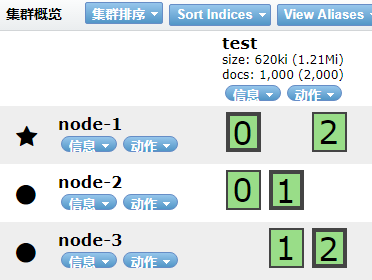 集群概览 集群排序 Sort Indices View Aliases
test
size: 620ki (1.21Mi)
docs: 1,000 (2,000)
信息 动作
node-1 0 2
信息 动作
node-2 0 1
信息 动作
node-3 1 2
信息 动作